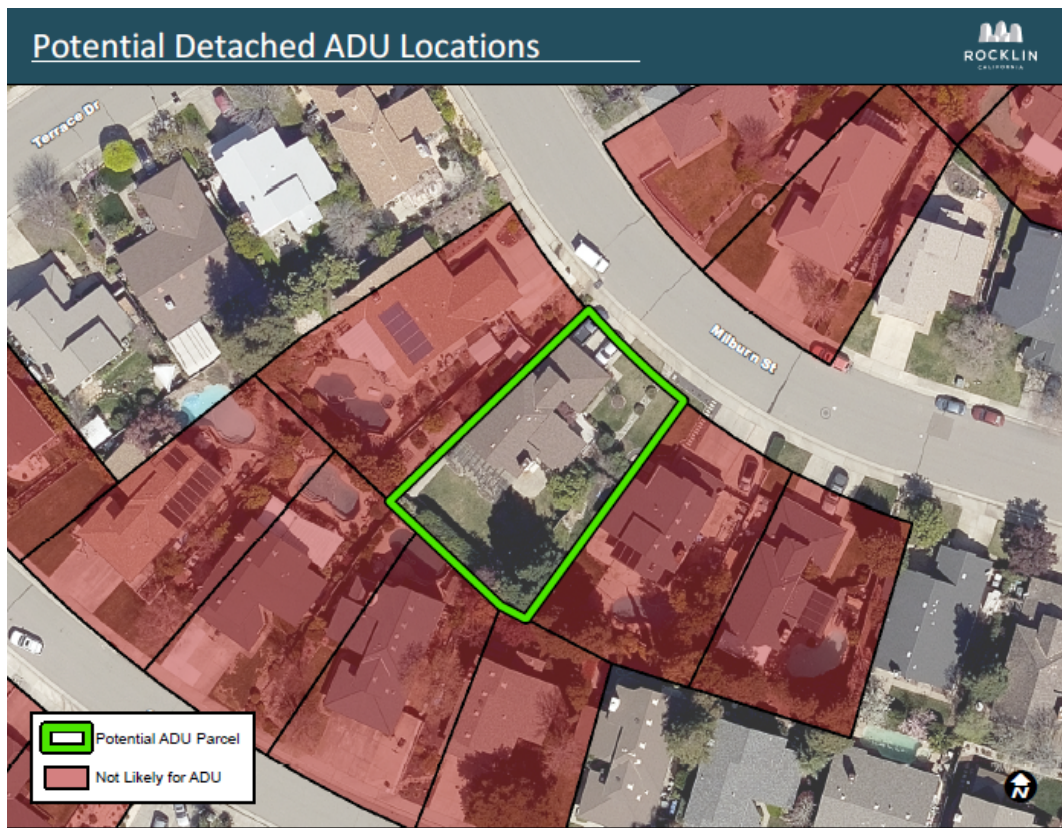 Potential Detached ADU Locations
ROCKLIN
CALIFORNIA
Terrace Dr
Milburn St
Potential ADU Parcel
Not Likely for ADU
N